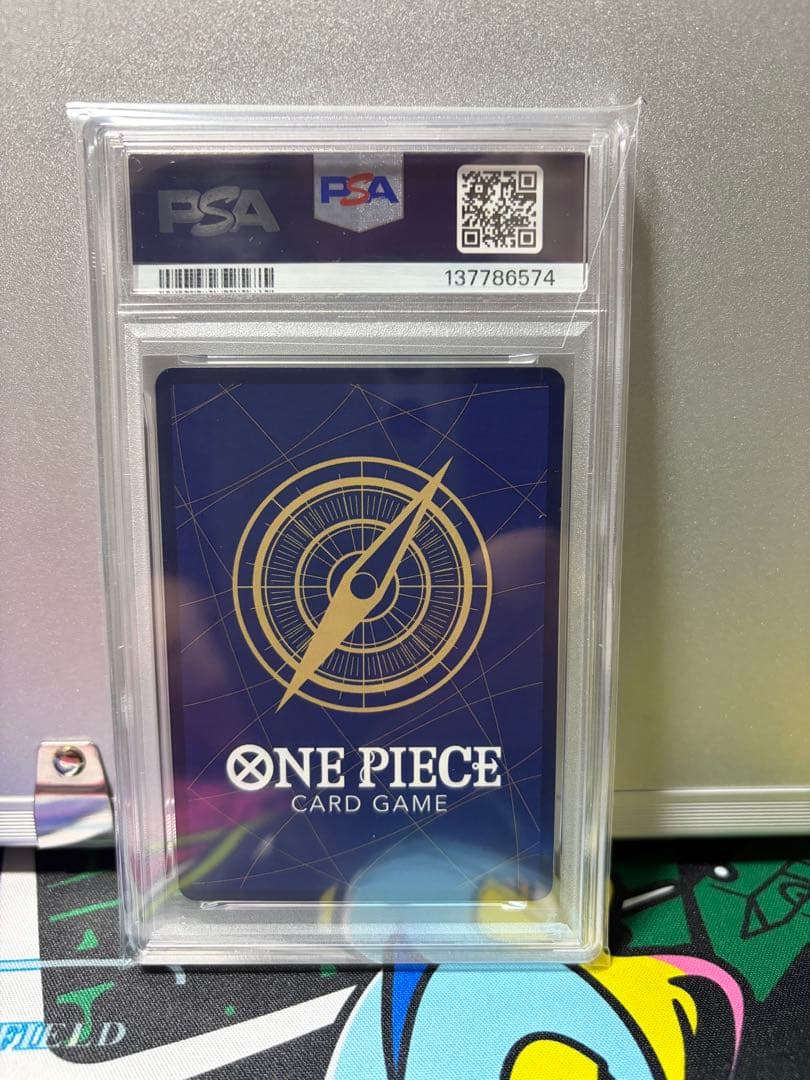 PSA
PSA
137786574
ONE PIECE
CARD GAME
FIELD